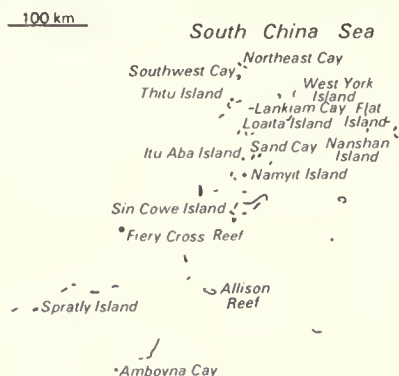 100 km
South China Sea
Northeast Cay
Southwest Cay
West York
Island
Thitu Island
Lankiam Cay
Flat
Island
Loaita Island
Sand Cay
Nanshan
Island
Itu Aba Island
Namyit Island
Sin Cowe Island
Fiery Cross Reef
Allison
Reef
Spratly Island
Amboyna Cay